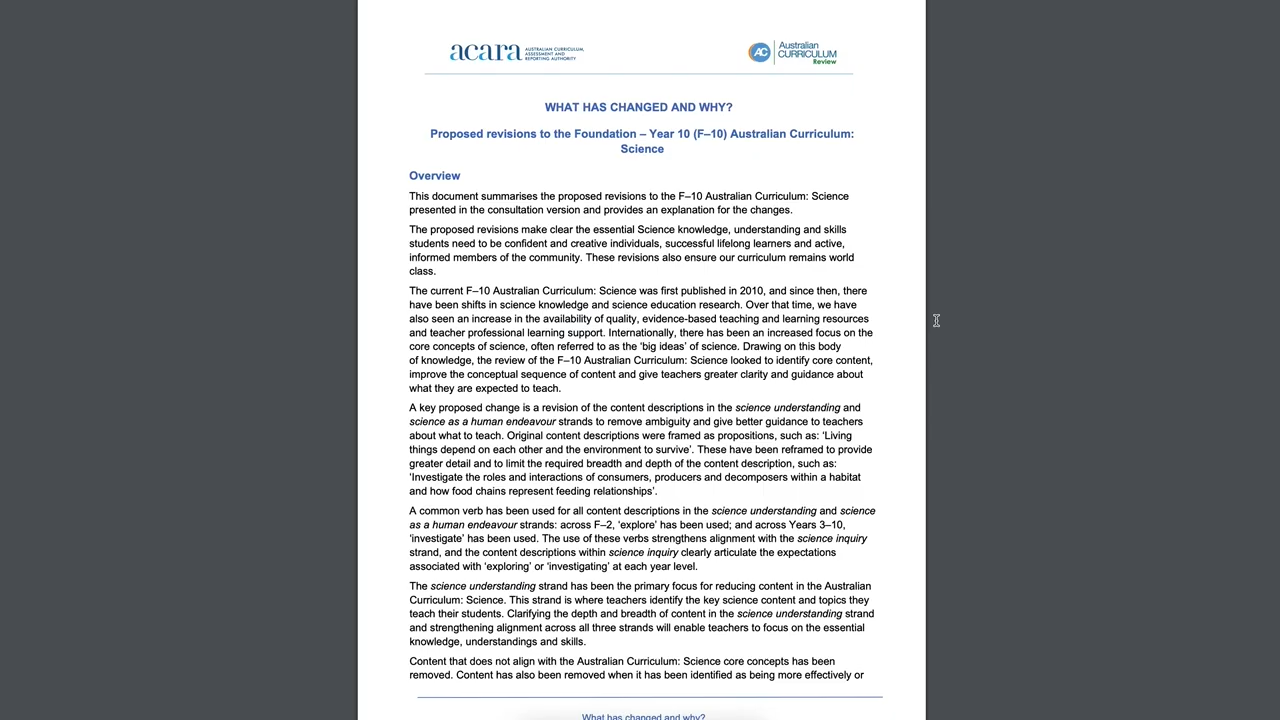 acara AUSTRALIAN CURRICULUM,
ASSESSMENT AND
REPORTING AUTHORITY
AC Australian
CURRICULUM
Review
WHAT HAS CHANGED AND WHY?
Proposed revisions to the Foundation – Year 10 (F–10) Australian Curriculum:
Science
Overview
This document summarises the proposed revisions to the F–10 Australian Curriculum: Science
presented in the consultation version and provides an explanation for the changes.
The proposed revisions make clear the essential Science knowledge, understanding and skills
students need to be confident and creative individuals, successful lifelong learners and active,
informed members of the community. These revisions also ensure our curriculum remains world
class.
The current F–10 Australian Curriculum: Science was first published in 2010, and since then, there
have been shifts in science knowledge and science education research. Over that time, we have
also seen an increase in the availability of quality, evidence-based teaching and learning resources
and teacher professional learning support. Internationally, there has been an increased focus on the
core concepts of science, often referred to as the ‘big ideas’ of science. Drawing on this body
of knowledge, the review of the F–10 Australian Curriculum: Science looked to identify core content,
improve the conceptual sequence of content and give teachers greater clarity and guidance about
what they are expected to teach.
A key proposed change is a revision of the content descriptions in the science understanding and
science as a human endeavour strands to remove ambiguity and give better guidance to teachers
about what to teach. Original content descriptions were framed as propositions, such as: ‘Living
things depend on each other and the environment to survive’. These have been reframed to provide
greater detail and to limit the required breadth and depth of the content description, such as:
‘Investigate the roles and interactions of consumers, producers and decomposers within a habitat
and how food chains represent feeding relationships’.
A common verb has been used for all content descriptions in the science understanding and science
as a human endeavour strands: across F–2, ‘explore’ has been used; and across Years 3–10,
‘investigate’ has been used. The use of these verbs strengthens alignment with the science inquiry
strand, and the content descriptions within science inquiry clearly articulate the expectations
associated with ‘exploring’ or ‘investigating’ at each year level.
The science understanding strand has been the primary focus for reducing content in the Australian
Curriculum: Science. This strand is where teachers identify the key science content and topics they
teach their students. Clarifying the depth and breadth of content in the science understanding strand
and strengthening alignment across all three strands will enable teachers to focus on the essential
knowledge, understandings and skills.
Content that does not align with the Australian Curriculum: Science core concepts has been
removed. Content has also been removed when it has been identified as being more effectively or
What has changed and why?